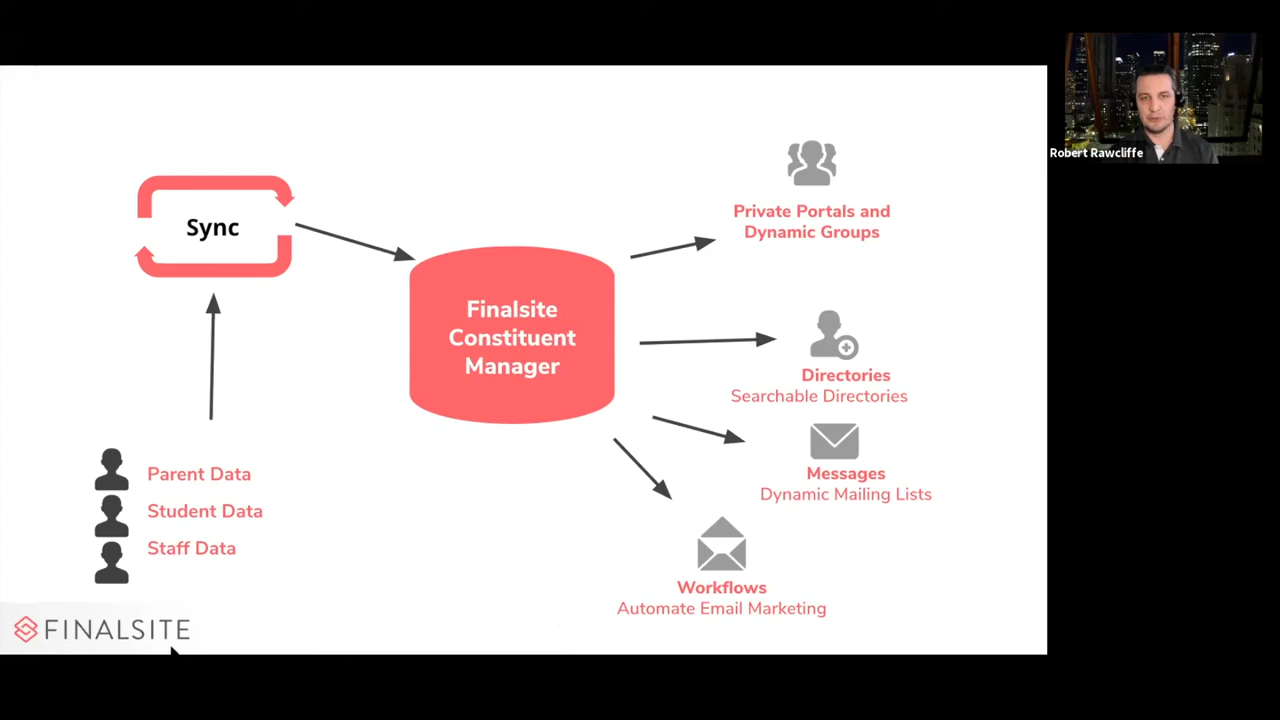 Robert Rawcliffe
Sync
Finalsite
Constituent
Manager
Parent Data
Student Data
Staff Data
Private Portals and
Dynamic Groups
Directories
Searchable Directories
Messages
Dynamic Mailing Lists
Workflows
Automate Email Marketing
FINALSITE